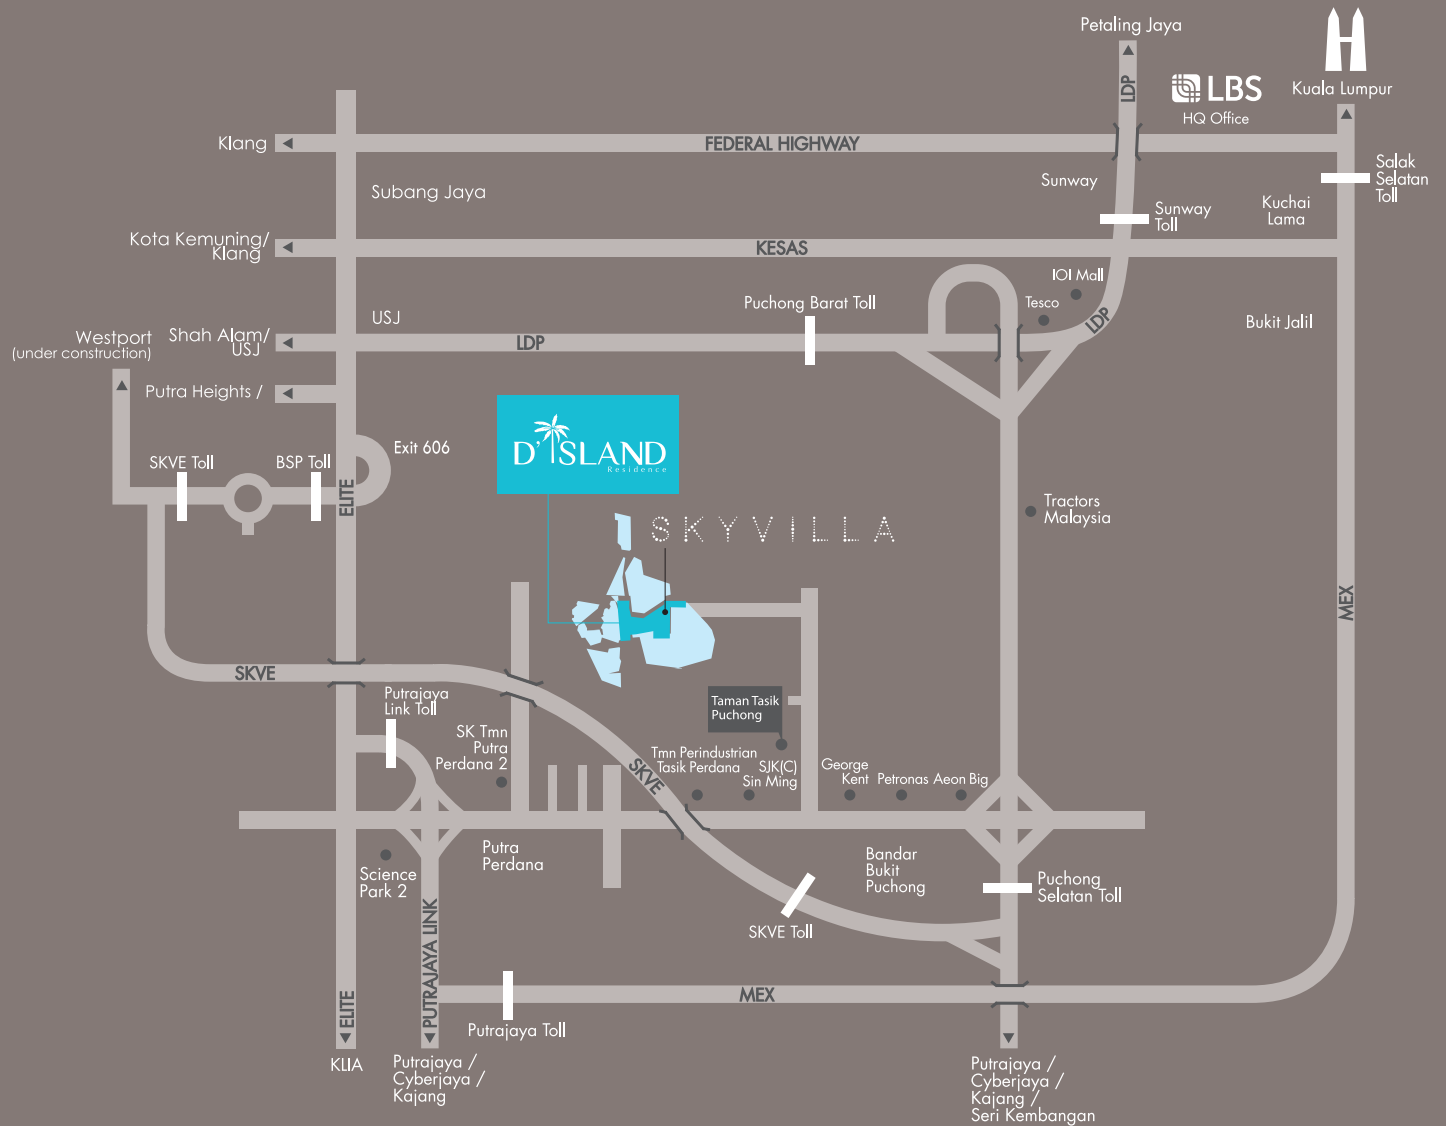 Petaling Jaya
LDP
LBS
HQ Office
Kuala Lumpur
Klang
FEDERAL HIGHWAY
Salak
Selatan
Toll
Subang Jaya
Sunway
Sunway
Toll
Kuchai
Lama
Kota Kemuning/
Klang
KESAS
IOI Mall
Tesco
Puchong Barat Toll
LDP
Bukit Jalil
USJ
Shah Alam/
USJ
LDP
Westport
(under construction)
Putra Heights /
D'ISLAND
Residence
Exit 606
SKVE Toll
BSP Toll
ELITE
Tractors
Malaysia
SKYVILLA
MEX
SKVE
Putrajaya
Link Toll
Taman Tasik
Puchong
SK Tmn
Putra
Perdana 2
SKVE
Tmn Perindustrian
Tasik Perdana
SJK(C)
Sin Ming
George
Kent
Petronas
Aeon Big
Putra
Perdana
Science
Park 2
Bandar
Bukit
Puchong
Puchong
Selatan Toll
SKVE Toll
PUTRAJAYA LINK
ELITE
MEX
Putrajaya Toll
KLIA
Putrajaya /
Cyberjaya /
Kajang
Putrajaya /
Cyberjaya /
Kajang /
Seri Kembangan